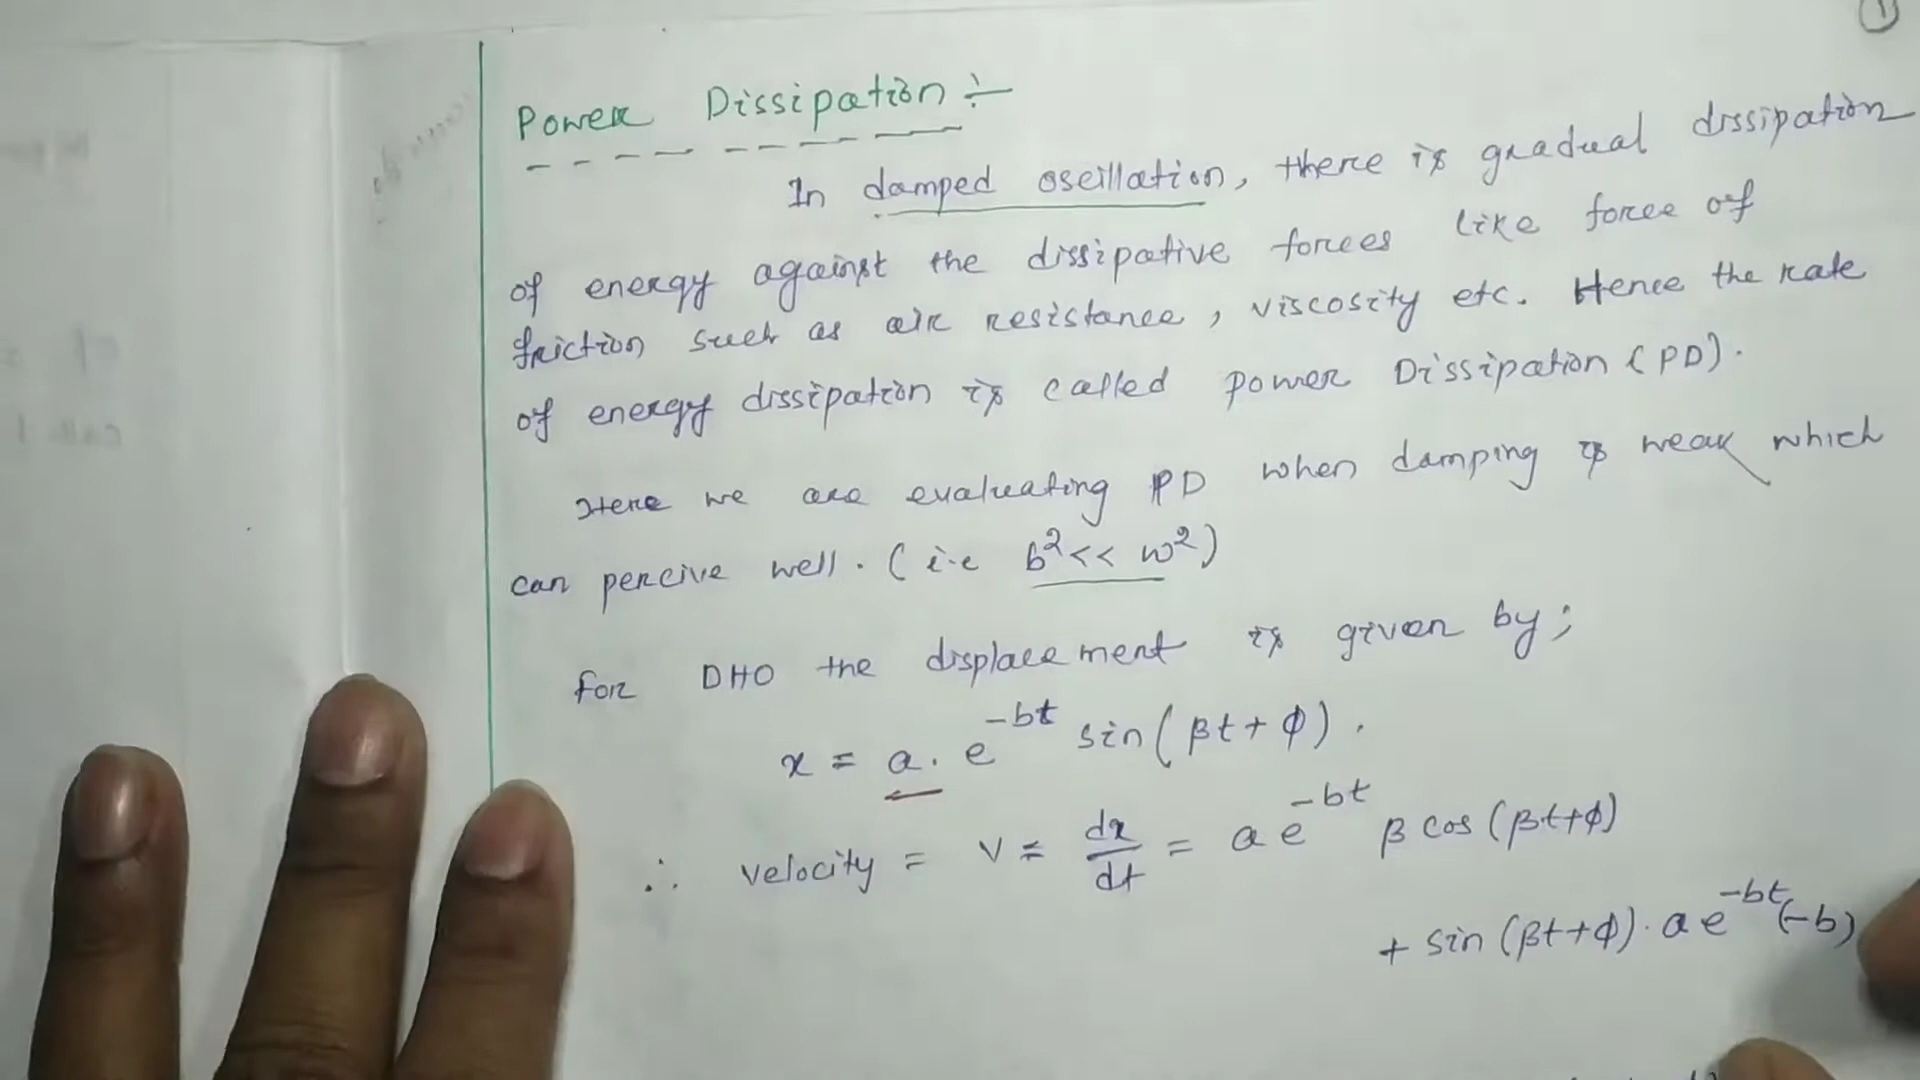 1
Power Dissipation :-
In damped oscillation, there is gradual dissipation
of energy against the dissipative forces like force of
friction such as air resistance, viscosity etc. Hence the rate
of energy dissipation is called power Dissipation (PD).
Here we are evaluating PD when damping is weak which
can percive well. (i.e b² << ω²)
for DHO the displacement is given by;
x = a. e^{-bt} sin(βt + ϕ).
∴ velocity = v = dx/dt = a e^{-bt} β cos (βt+ϕ)
+ sin (βt+ϕ). a e^{-bt} (-b)